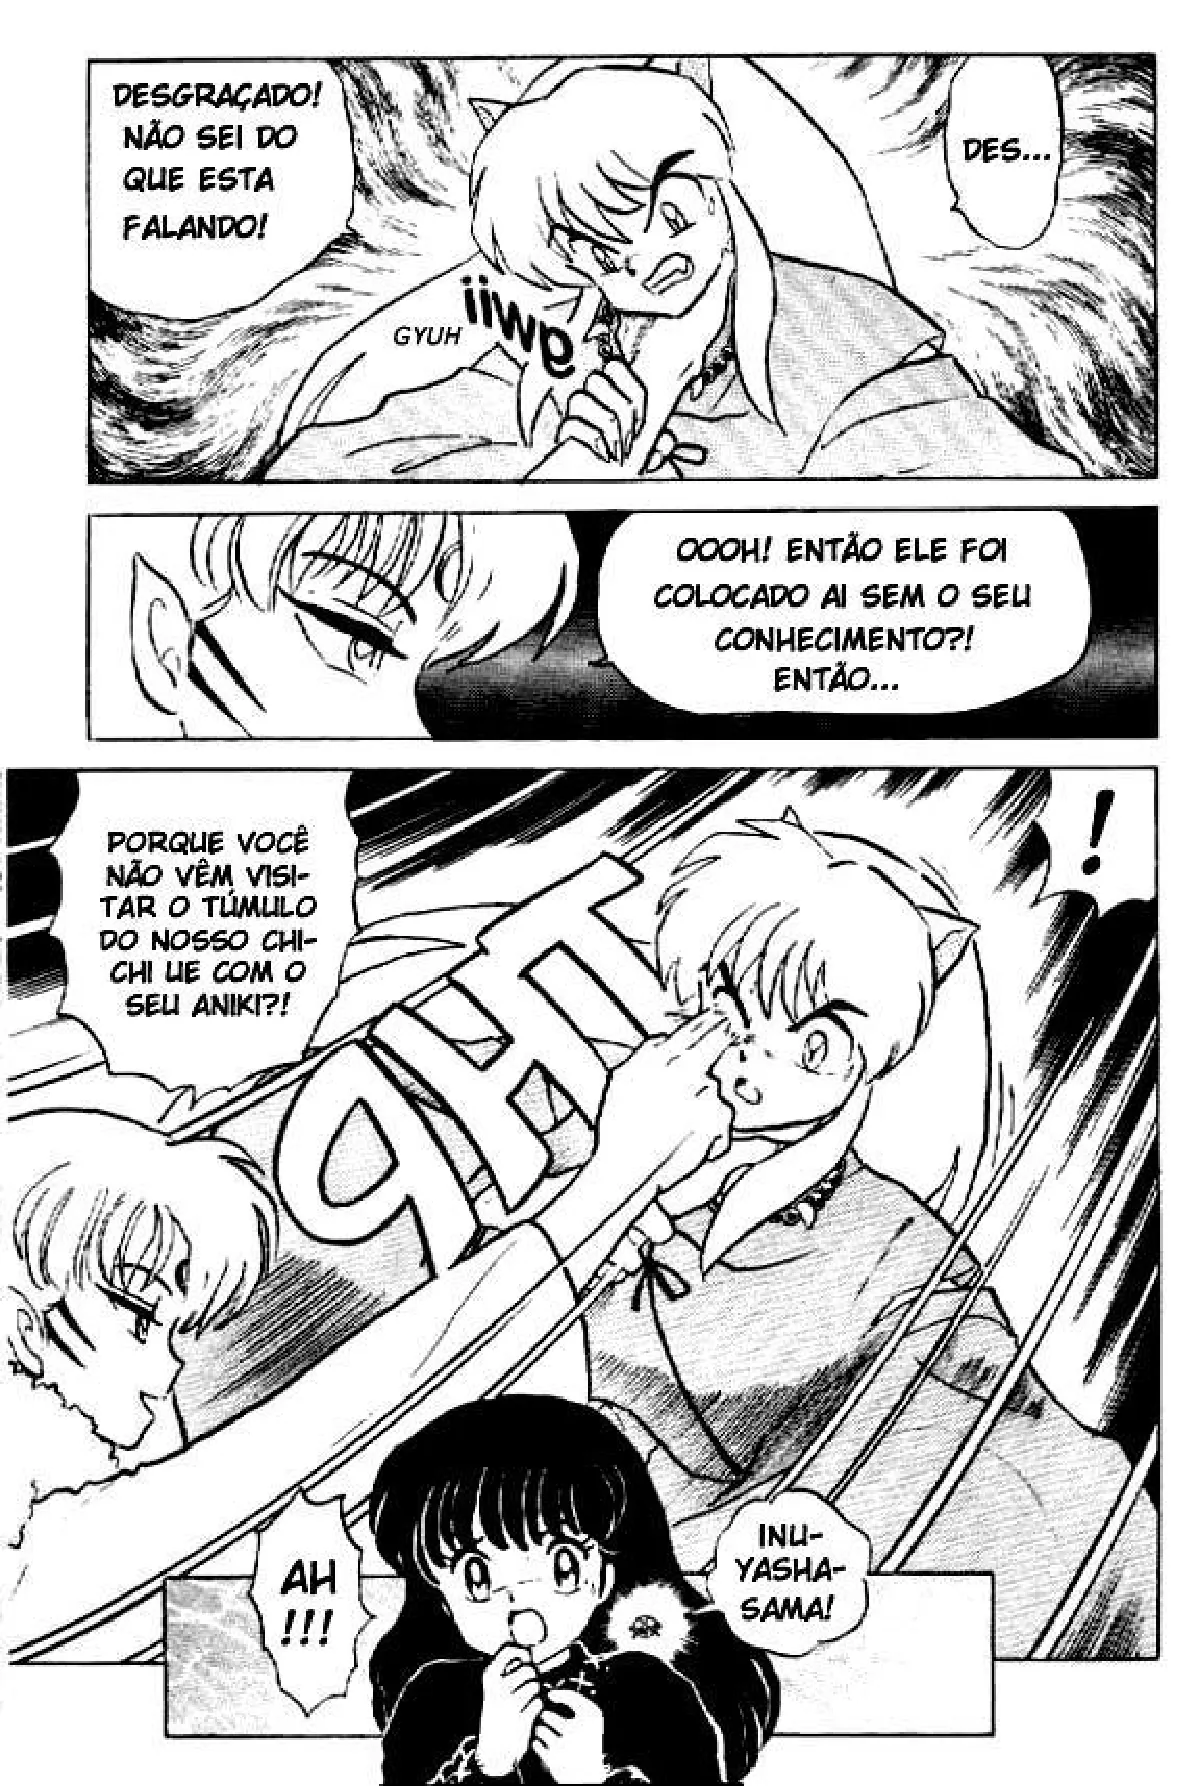 DES...
DESGRAÇADO!
NÃO SEI DO
QUE ESTA
FALANDO!
GYUH
OOOH! ENTÃO ELE FOI
COLOCADO AI SEM O SEU
CONHECIMENTO?!
ENTÃO...
!
PORQUE VOCÊ
NÃO VÊM VISI-
TAR O TÚMULO
DO NOSSO CHI-
CHI UE COM O
SEU ANIKI?!
INU-
YASHA-
SAMA!
AH
!!!